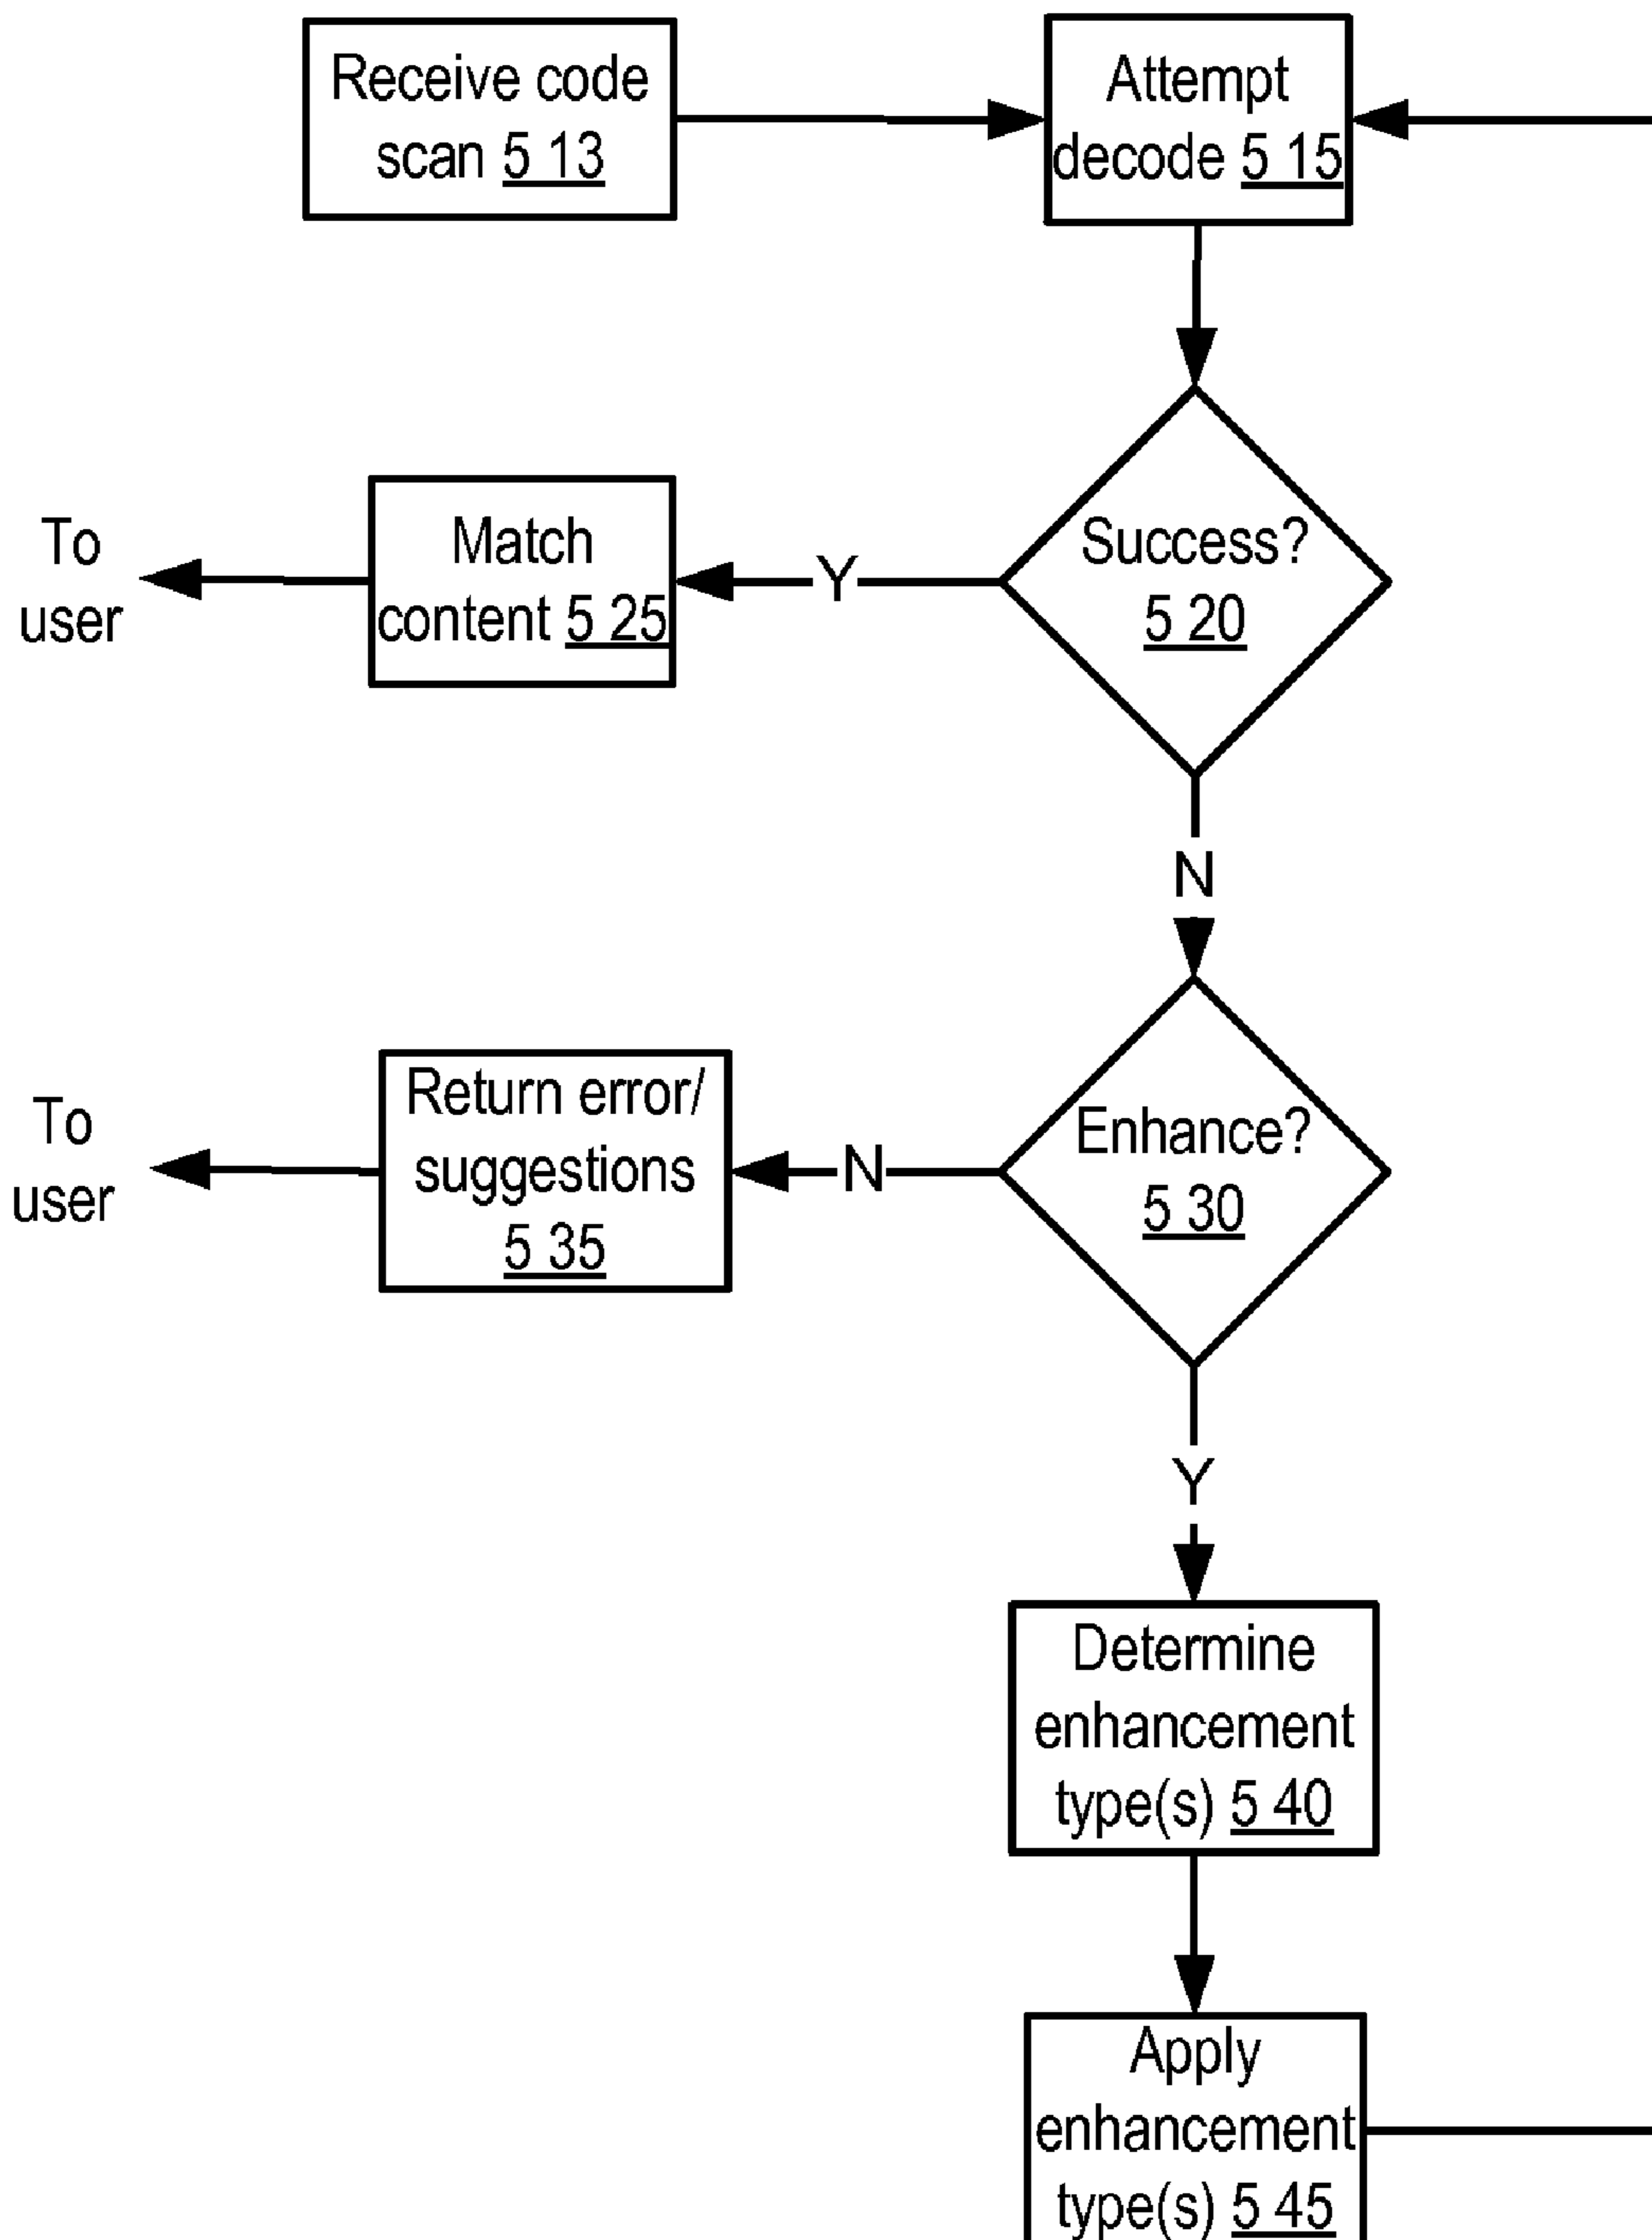 Receive code
scan 5 13
Attempt
decode 5 15
Success?
5 20
Y
Match
content 5 25
To
user
N
Enhance?
5 30
N
Return error/
suggestions
5 35
To
user
Y
Determine
enhancement
type(s) 5 40
Apply
enhancement
type(s) 5 45